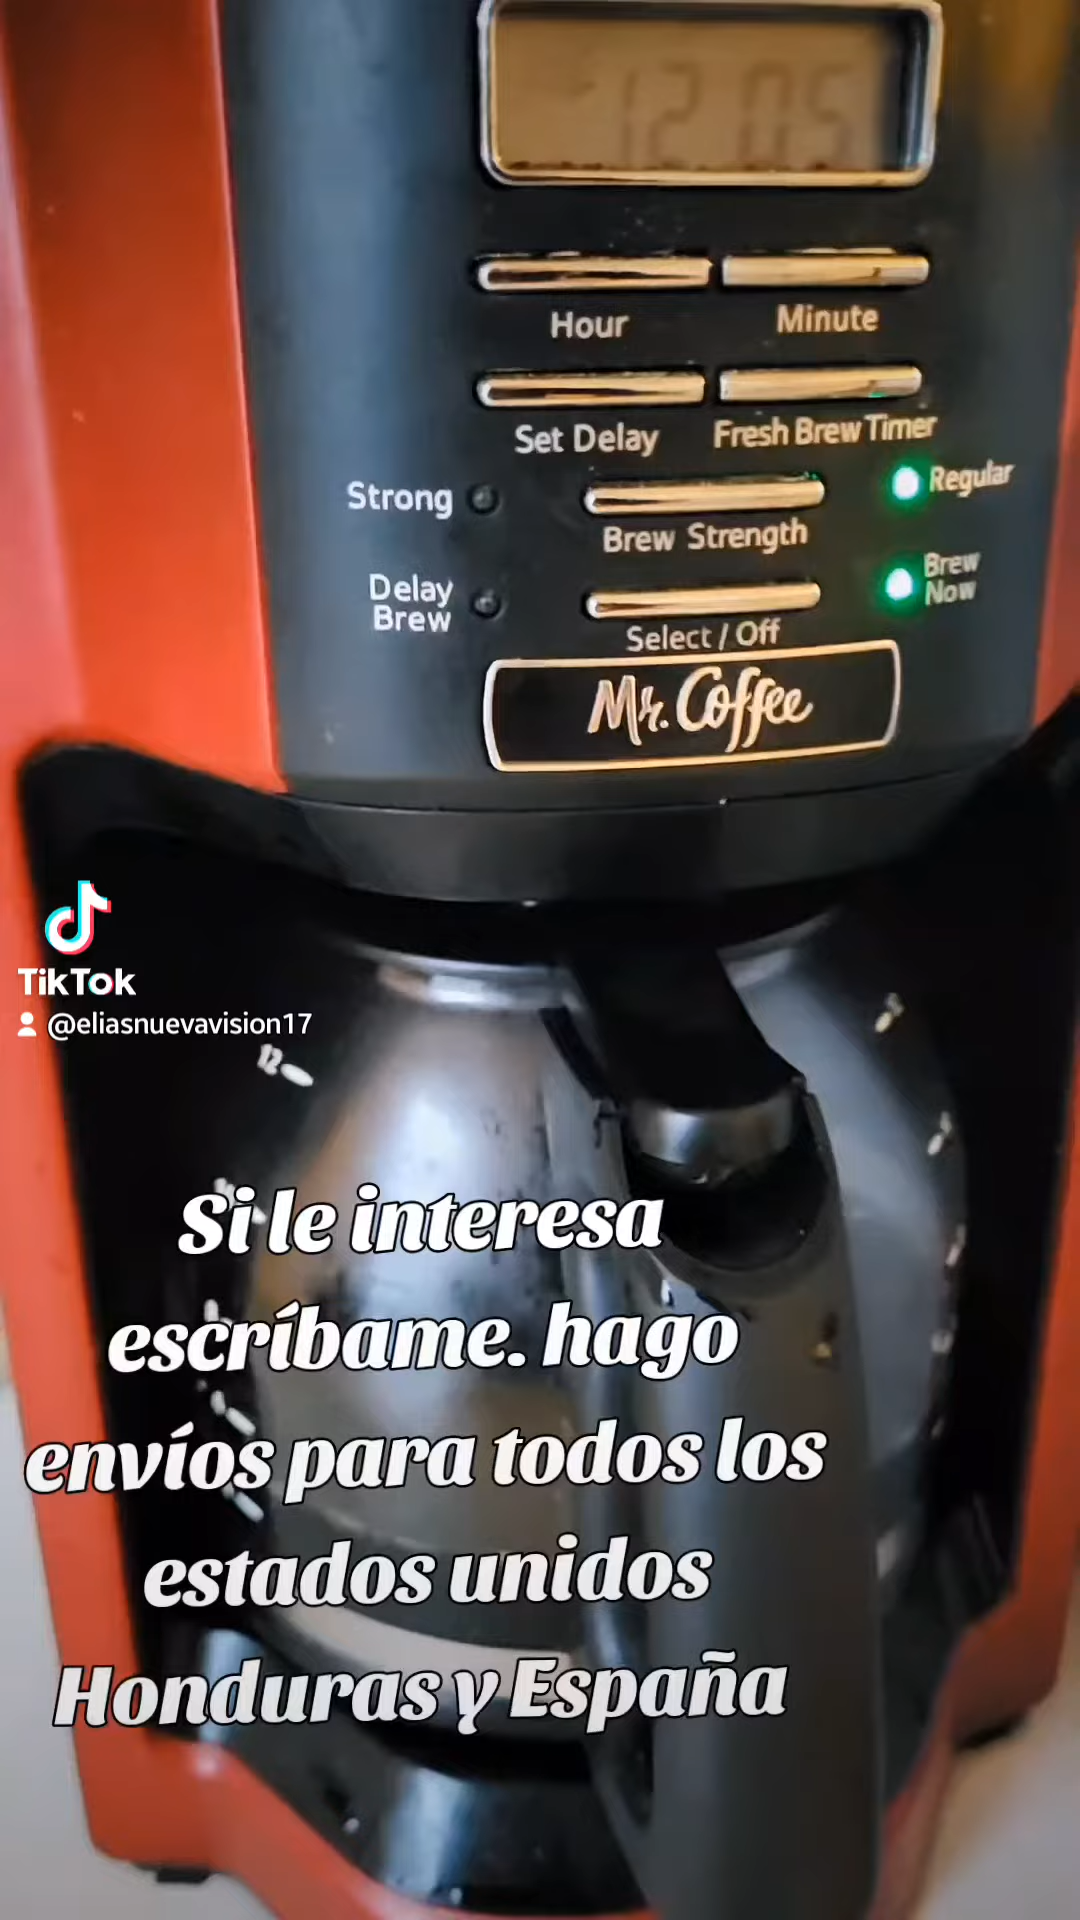 12 05
Hour Minute
Set Delay Fresh Brew Timer
Strong Regular
Brew Strength
Delay Brew Brew Now
Select / Off
Mr. Coffee
TikTok
@eliasnuevavision17
12
Si le interesa
escríbame. hago
envíos para todos los
estados unidos
Honduras y España